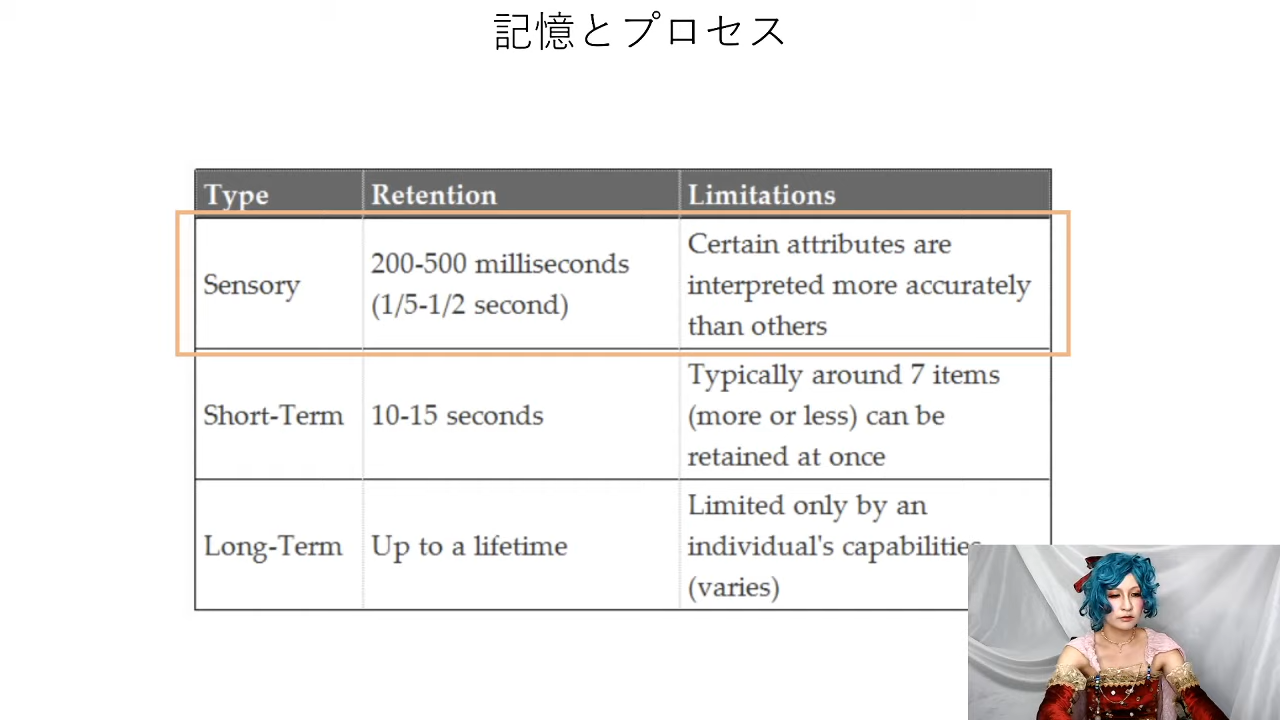 記憶とプロセス
Type Retention Limitations
Sensory
200-500 milliseconds
(1/5-1/2 second)
Certain attributes are
interpreted more accurately
than others
Short-Term
10-15 seconds
Typically around 7 items
(more or less) can be
retained at once
Long-Term
Up to a lifetime
Limited only by an
individual's capabilities
(varies)